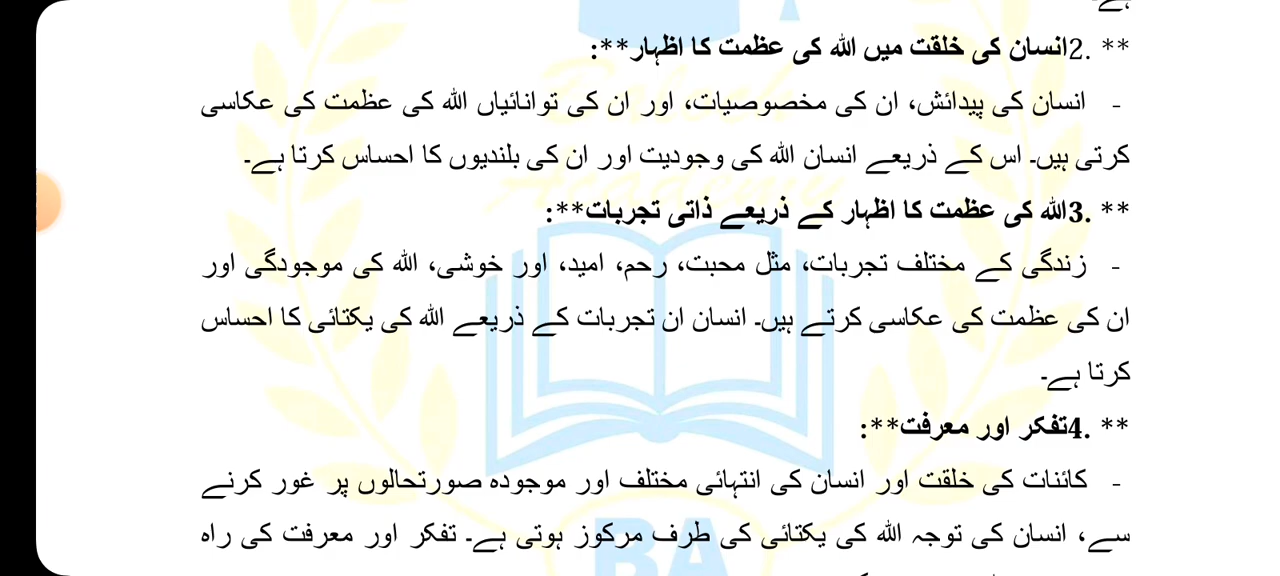 ہے۔
** .2انسان کی خلقت میں اللہ کی عظمت کا اظہار**:
- انسان کی پیدائش، ان کی مخصوصیات، اور ان کی توانائیاں اللہ کی عظمت کی عکاسی
کرتی ہیں۔ اس کے ذریعے انسان اللہ کی وجودیت اور ان کی بلندیوں کا احساس کرتا ہے۔
** .3اللہ کی عظمت کا اظہار کے ذریعے ذاتی تجربات**:
- زندگی کے مختلف تجربات، مثل محبت، رحم، امید، اور خوشی، اللہ کی موجودگی اور
ان کی عظمت کی عکاسی کرتے ہیں۔ انسان ان تجربات کے ذریعے اللہ کی یکتائی کا احساس
کرتا ہے۔
** .4تفکر اور معرفت**:
- کائنات کی خلقت اور انسان کی انتہائی مختلف اور موجودہ صورتحالوں پر غور کرنے
سے، انسان کی توجہ اللہ کی یکتائی کی طرف مرکوز ہوتی ہے۔ تفکر اور معرفت کی راہ
Academy
BA